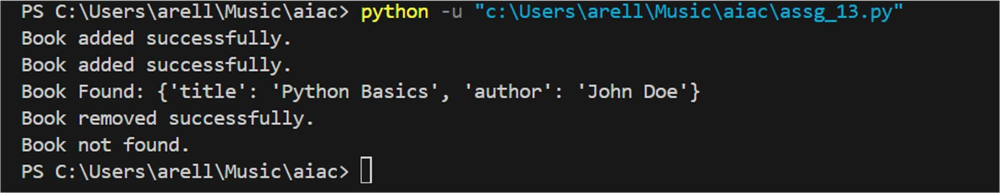 PS C:\Users\arell\Music\aiac> python -u "c:\Users\arell\Music\aiac\assg_13.py"
Book added successfully.
Book added successfully.
Book Found: {'title': 'Python Basics', 'author': 'John Doe'}
Book removed successfully.
Book not found.
PS C:\Users\arell\Music\aiac>